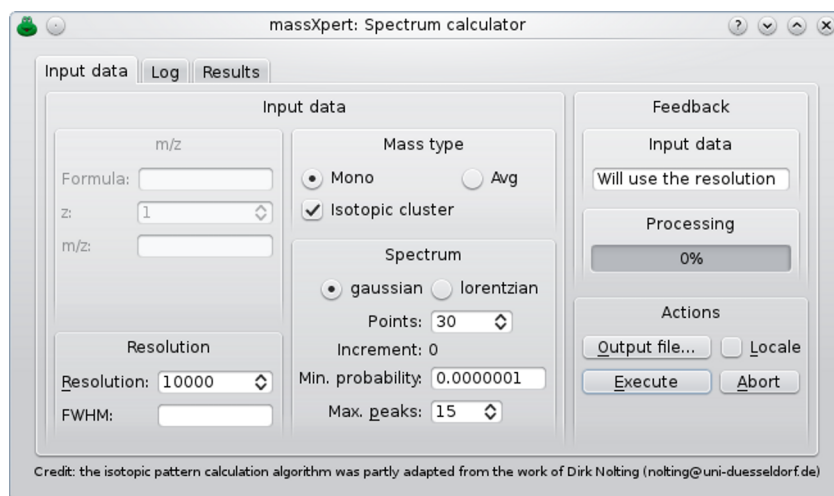 massXpert: Spectrum calculator
Input data
Log
Results
Input data
m/z
Formula:
z:
1
m/z:
Resolution
Resolution: 10000
FWHM:
Mass type
Mono
Avg
Isotopic cluster
Spectrum
gaussian
lorentzian
Points: 30
Increment: 0
Min. probability: 0.0000001
Max. peaks: 15
Feedback
Input data
Will use the resolution
Processing
0%
Actions
Output file...
Locale
Execute
Abort
Credit: the isotopic pattern calculation algorithm was partly adapted from the work of Dirk Nolting (nolting@uni-duesseldorf.de)